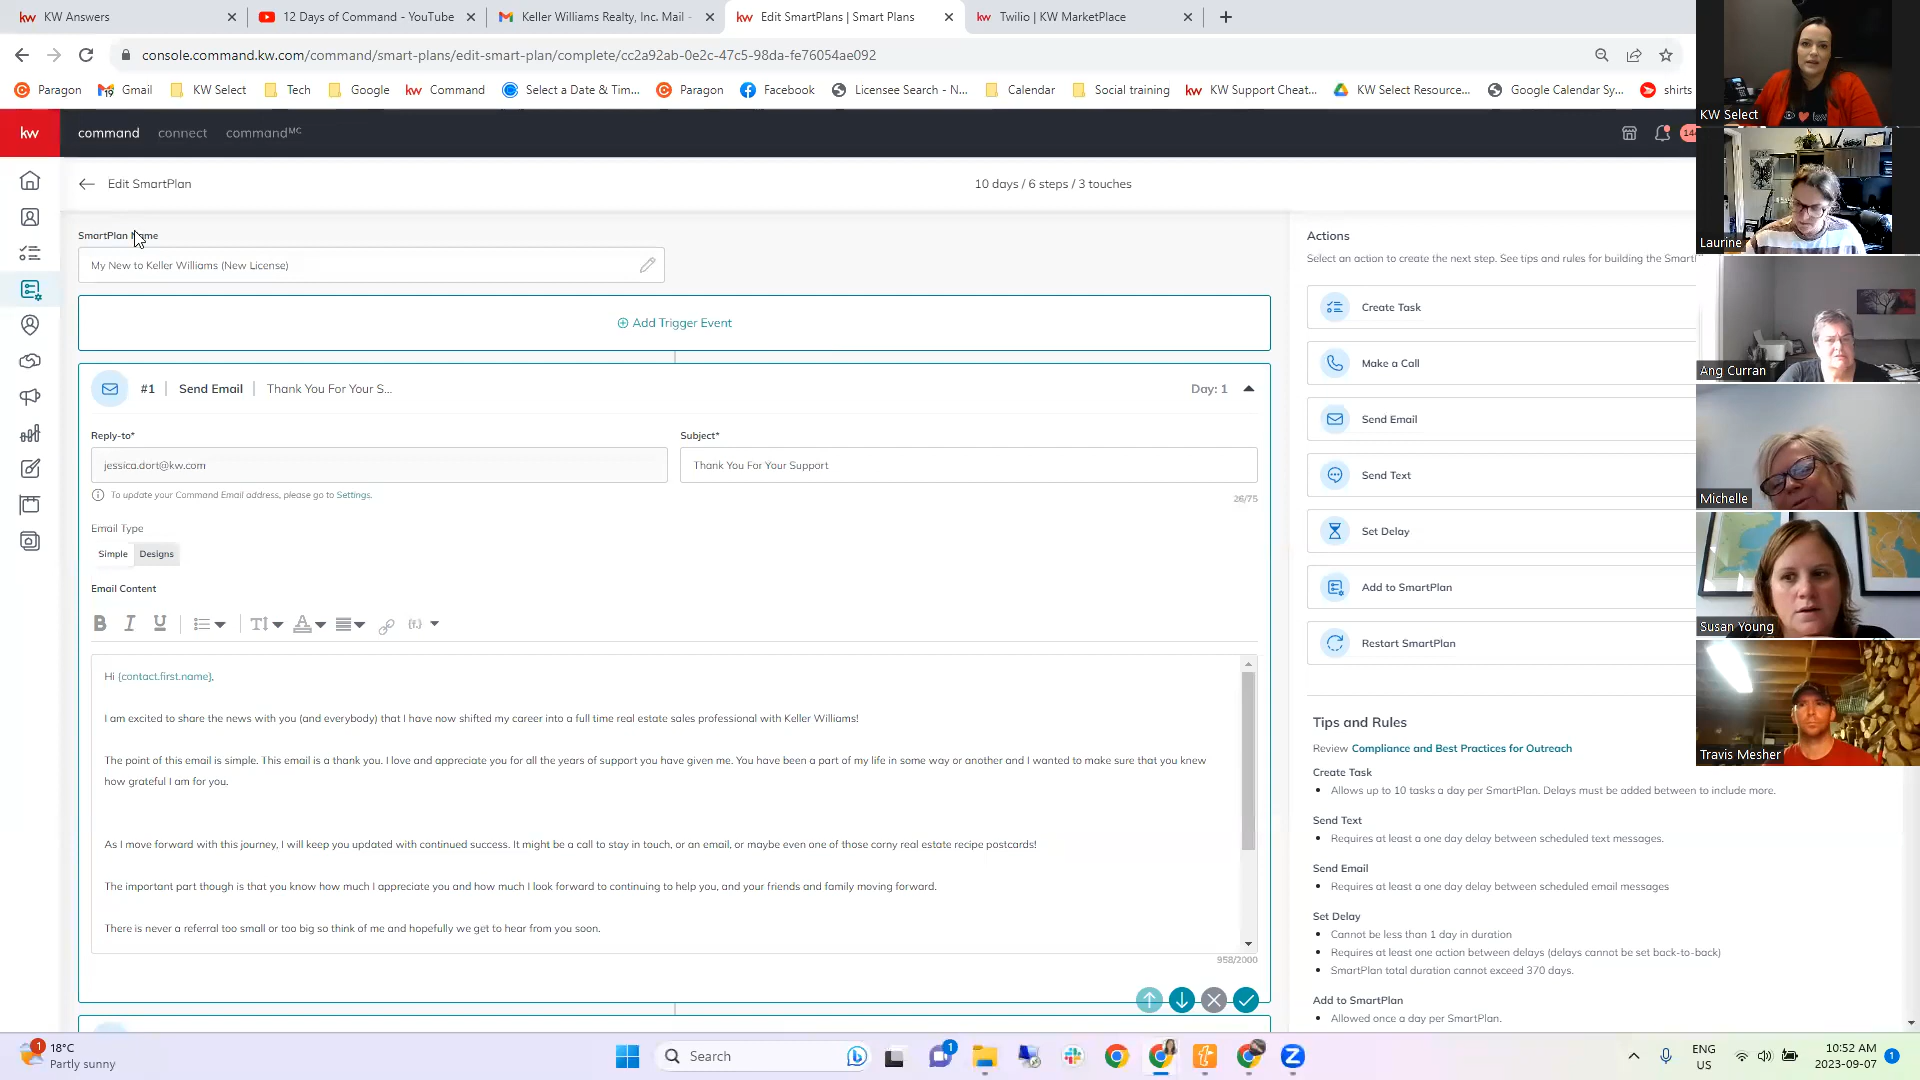 KW Answers
12 Days of Command - YouTube
Keller Williams Realty, Inc. Mail -
Edit SmartPlans | Smart Plans
Twilio | KW MarketPlace
console.command.kw.com/command/smart-plans/edit-smart-plan/complete/cc2a92ab-0e2c-47c5-98da-fe76054ae092
Paragon
Gmail
KW Select
Tech
Google
Command
Select a Date & Tim...
Paragon
Facebook
Licensee Search - N...
Calendar
Social training
KW Support Cheat...
KW Select Resource...
Google Calendar Sy...
shirts
KW Select
kw
command
connect
commandMC
144
Edit SmartPlan
10 days / 6 steps / 3 touches
SmartPlan Name
My New to Keller Williams (New License)
Add Trigger Event
#1
Send Email
Thank You For Your S...
Day: 1
Reply-to*
Subject*
jessica.dort@kw.com
Thank You For Your Support
To update your Command Email address, please go to Settings.
26/75
Email Type
Simple
Designs
Email Content
B I U
Hi {contact.first.name},
I am excited to share the news with you (and everybody) that I have now shifted my career into a full time real estate sales professional with Keller Williams!
The point of this email is simple. This email is a thank you. I love and appreciate you for all the years of support you have given me. You have been a part of my life in some way or another and I wanted to make sure that you knew
how grateful I am for you.
As I move forward with this journey, I will keep you updated with continued success. It might be a call to stay in touch, or an email, or maybe even one of those corny real estate recipe postcards!
The important part though is that you know how much I appreciate you and how much I look forward to continuing to help you, and your friends and family moving forward.
There is never a referral too small or too big so think of me and hopefully we get to hear from you soon.
958/2000
Actions
Select an action to create the next step. See tips and rules for building the SmartPl
Create Task
Make a Call
Send Email
Send Text
Set Delay
Add to SmartPlan
Restart SmartPlan
Tips and Rules
Review Compliance and Best Practices for Outreach
Create Task
Allows up to 10 tasks a day per SmartPlan. Delays must be added between to include more.
Send Text
Requires at least a one day delay between scheduled text messages.
Send Email
Requires at least a one day delay between scheduled email messages
Set Delay
Cannot be less than 1 day in duration
Requires at least one action between delays (delays cannot be set back-to-back)
SmartPlan total duration cannot exceed 370 days.
Add to SmartPlan
Allowed once a day per SmartPlan.
Laurine
Ang Curran
Michelle
Susan Young
Travis Mesher
1
18°C
Partly sunny
Search
1
ENG
US
10:52 AM
2023-09-07
1